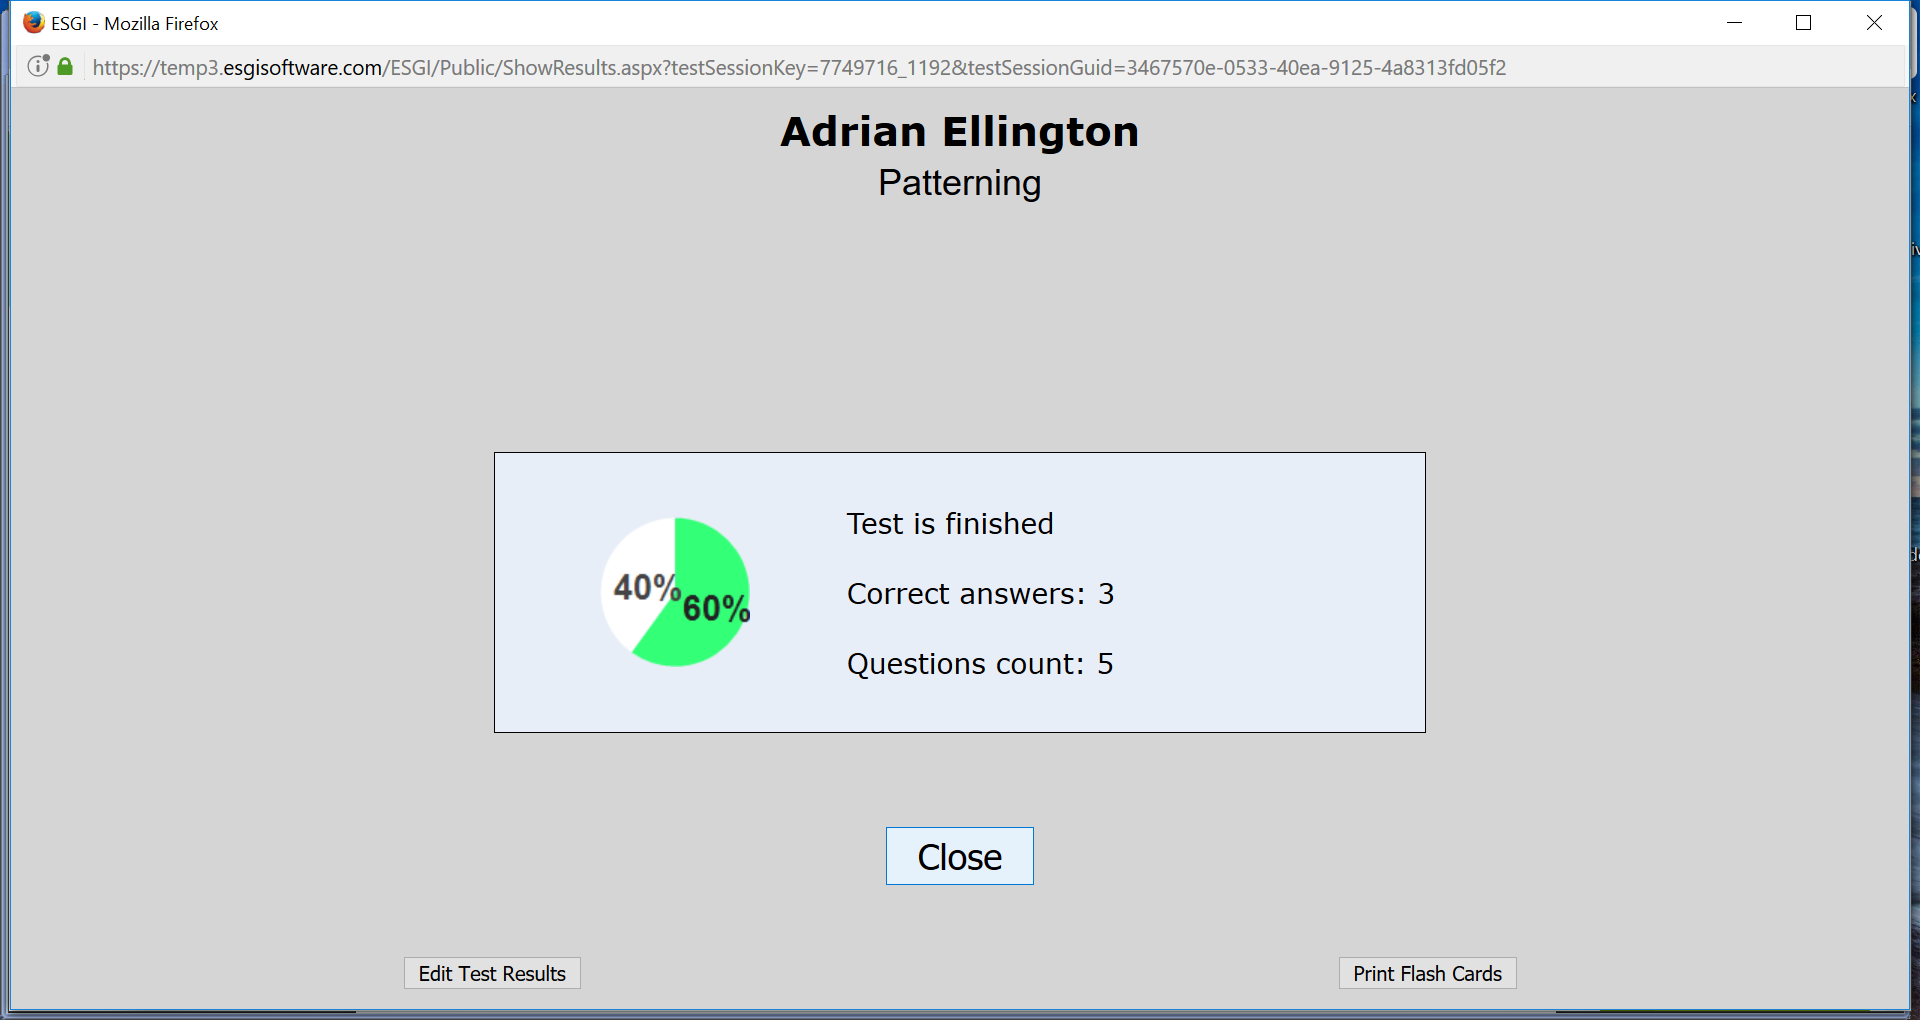 ESGI - Mozilla Firefox
https://temp3.esgisoftware.com/ESGI/Public/ShowResults.aspx?testSessionKey=7749716_1192&testSessionGuid=3467570e-0533-40ea-9125-4a8313fd05f2
Adrian Ellington
Patterning
40%
60%
Test is finished
Correct answers: 3
Questions count: 5
Close
Edit Test Results
Print Flash Cards